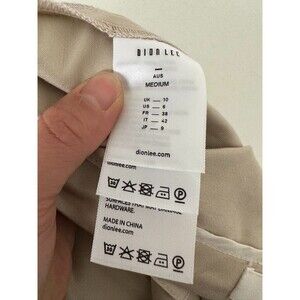 DION LEE
AUS
MEDIUM
UK - 10
US - 6
FR - 38
IT - 42
JP - 9
dionlee.com
HARDWARE.
MADE IN CHINA
dionlee.com